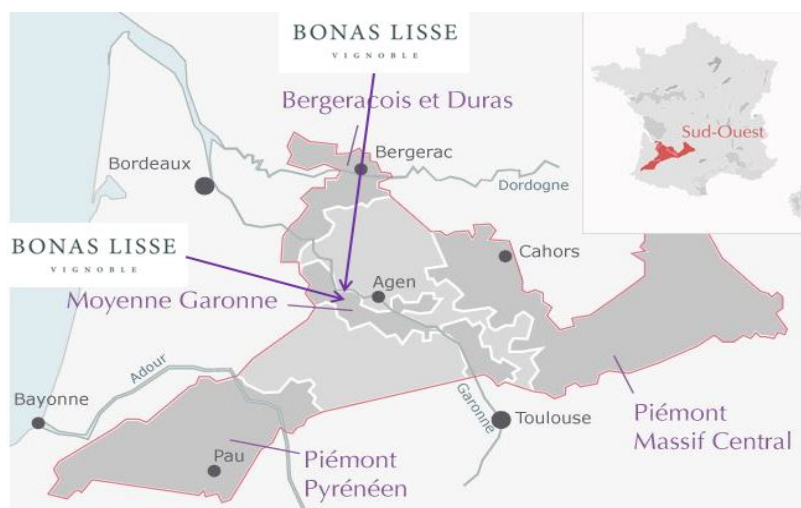 BONAS LISSE
VIGNOBLE
Bergeracois et Duras
Sud-Ouest
Bordeaux
Bergerac
Dordogne
BONAS LISSE
VIGNOBLE
Cahors
Agen
Moyenne Garonne
Adour
Bayonne
Garonne
Toulouse
Piémont
Massif Central
Pau
Piémont
Pyrénéen